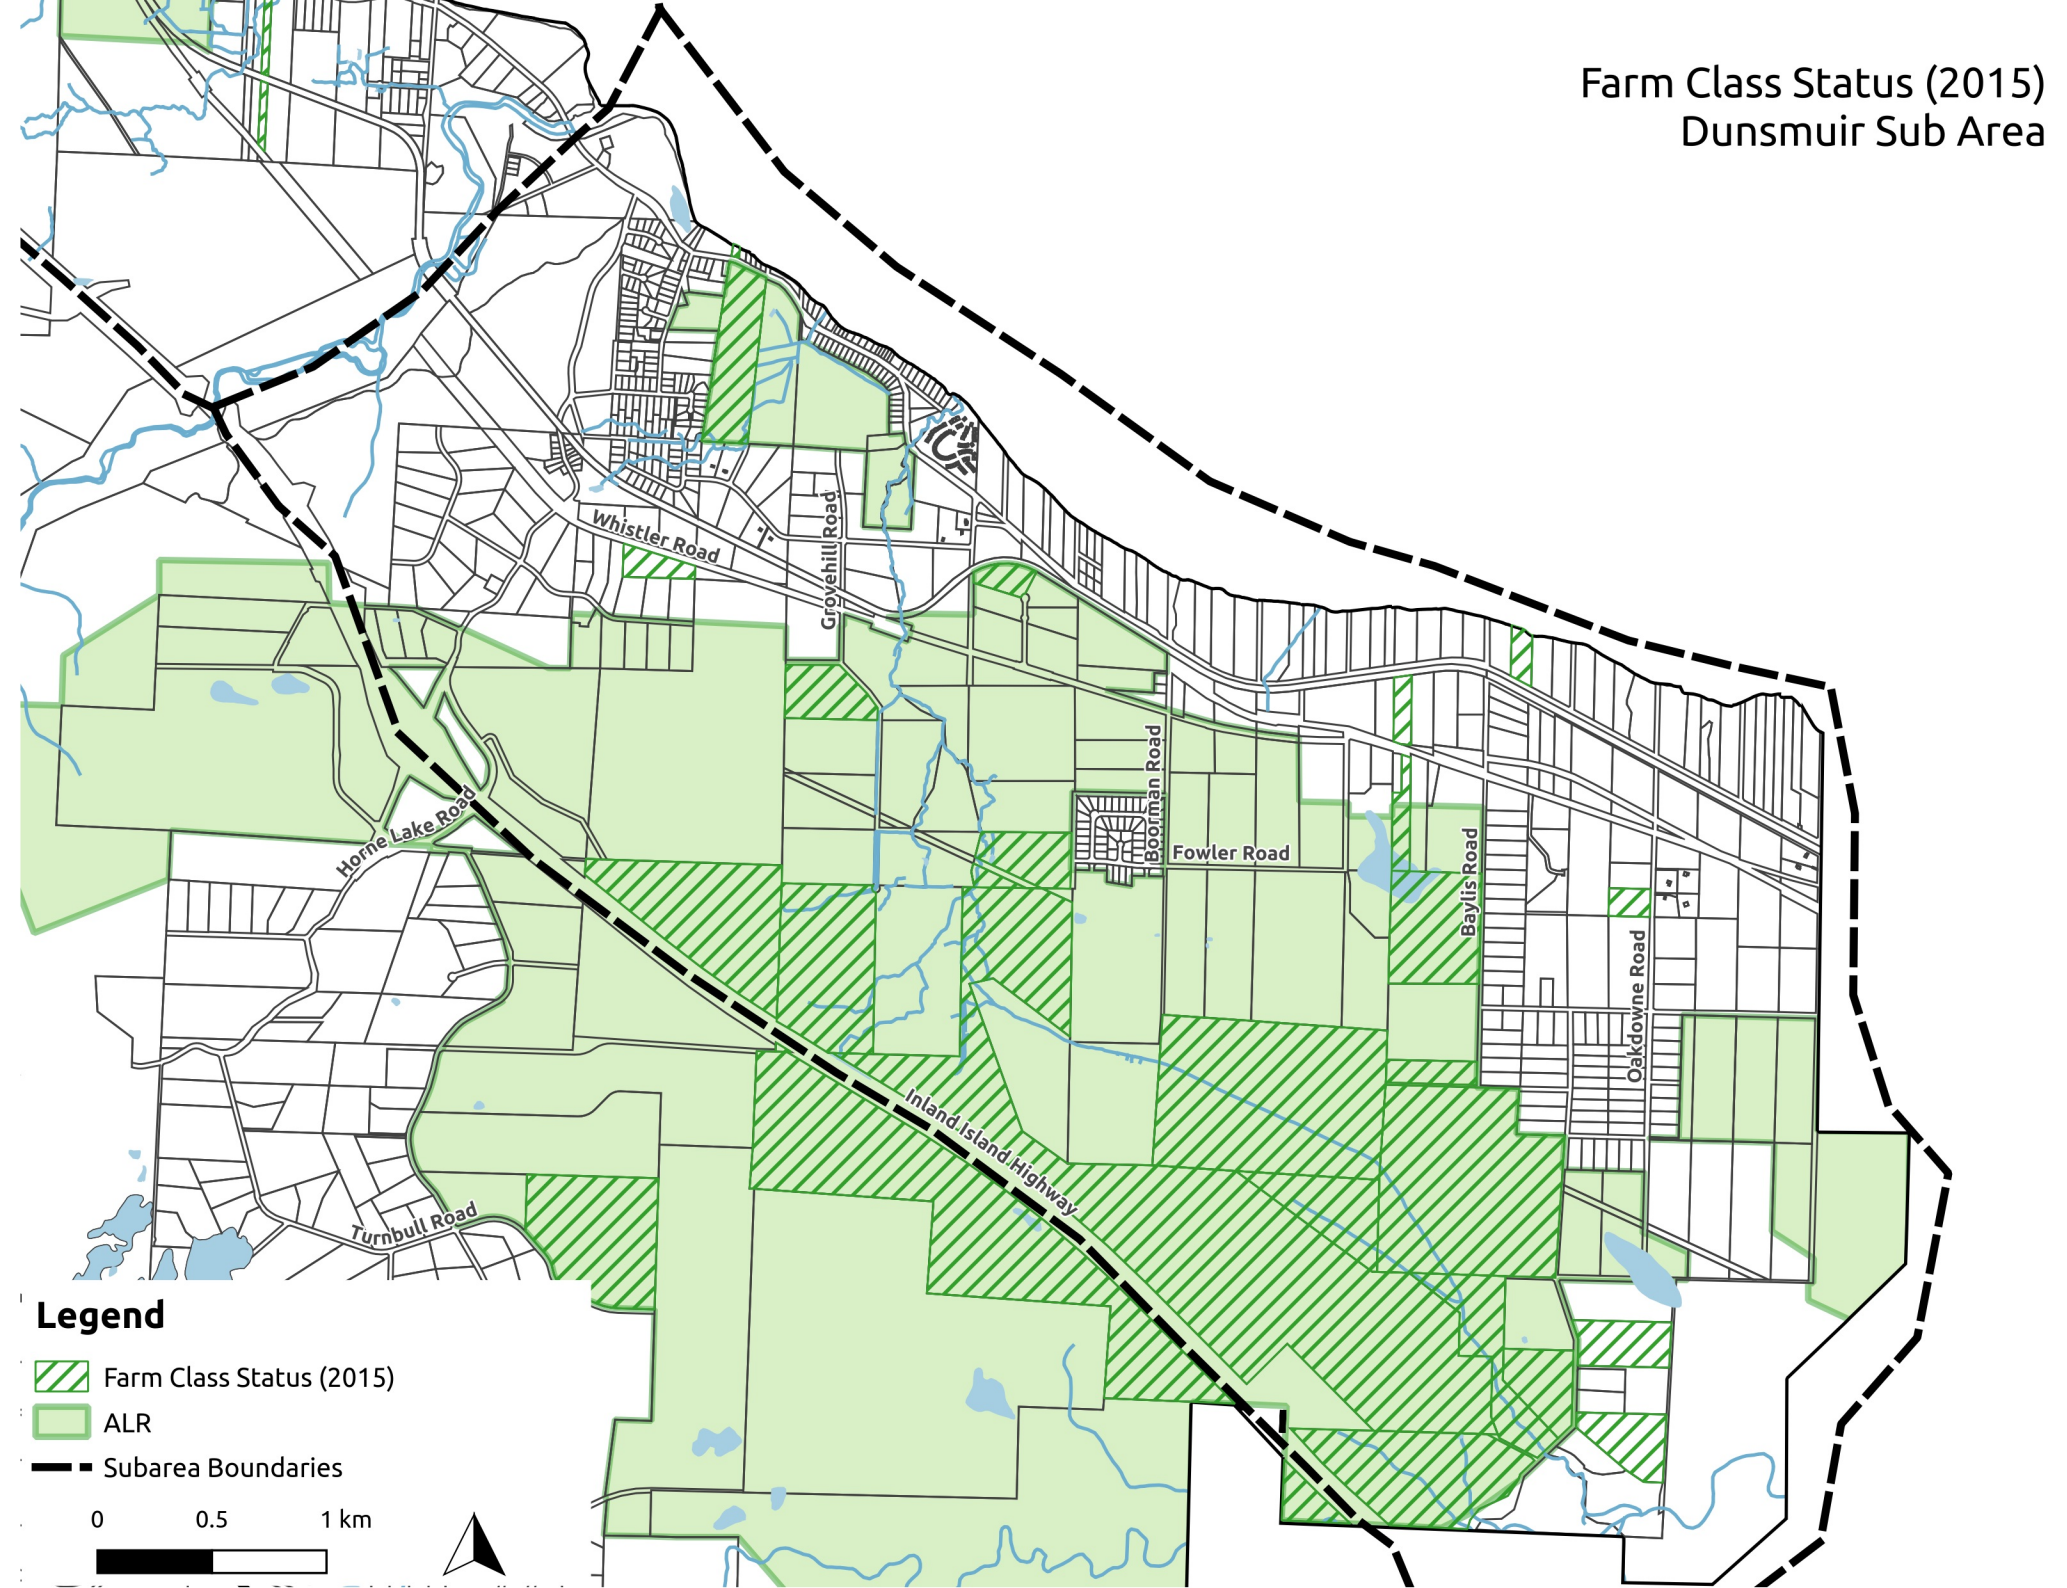 Farm Class Status (2015)
Dunsmuir Sub Area
Whistler Road
Grovehill Road
Boorman Road
Horne Lake Road
Fowler Road
Baylis Road
Oakdowne Road
Inland Island Highway
Turnbull Road
Legend
Farm Class Status (2015)
ALR
Subarea Boundaries
0 0.5 1 km